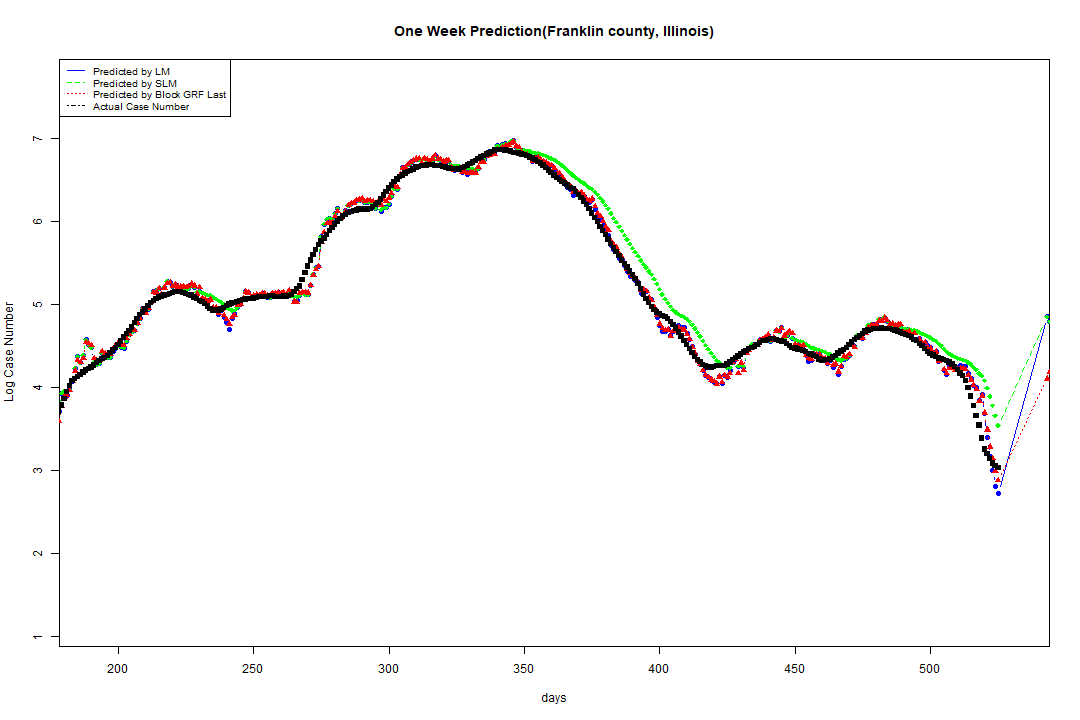 One Week Prediction(Franklin county, Illinois)
Predicted by LM
Predicted by SLM
Predicted by Block GRF Last
Actual Case Number
Log Case Number
7
6
5
4
3
2
1
200 250 300 350 400 450 500
days